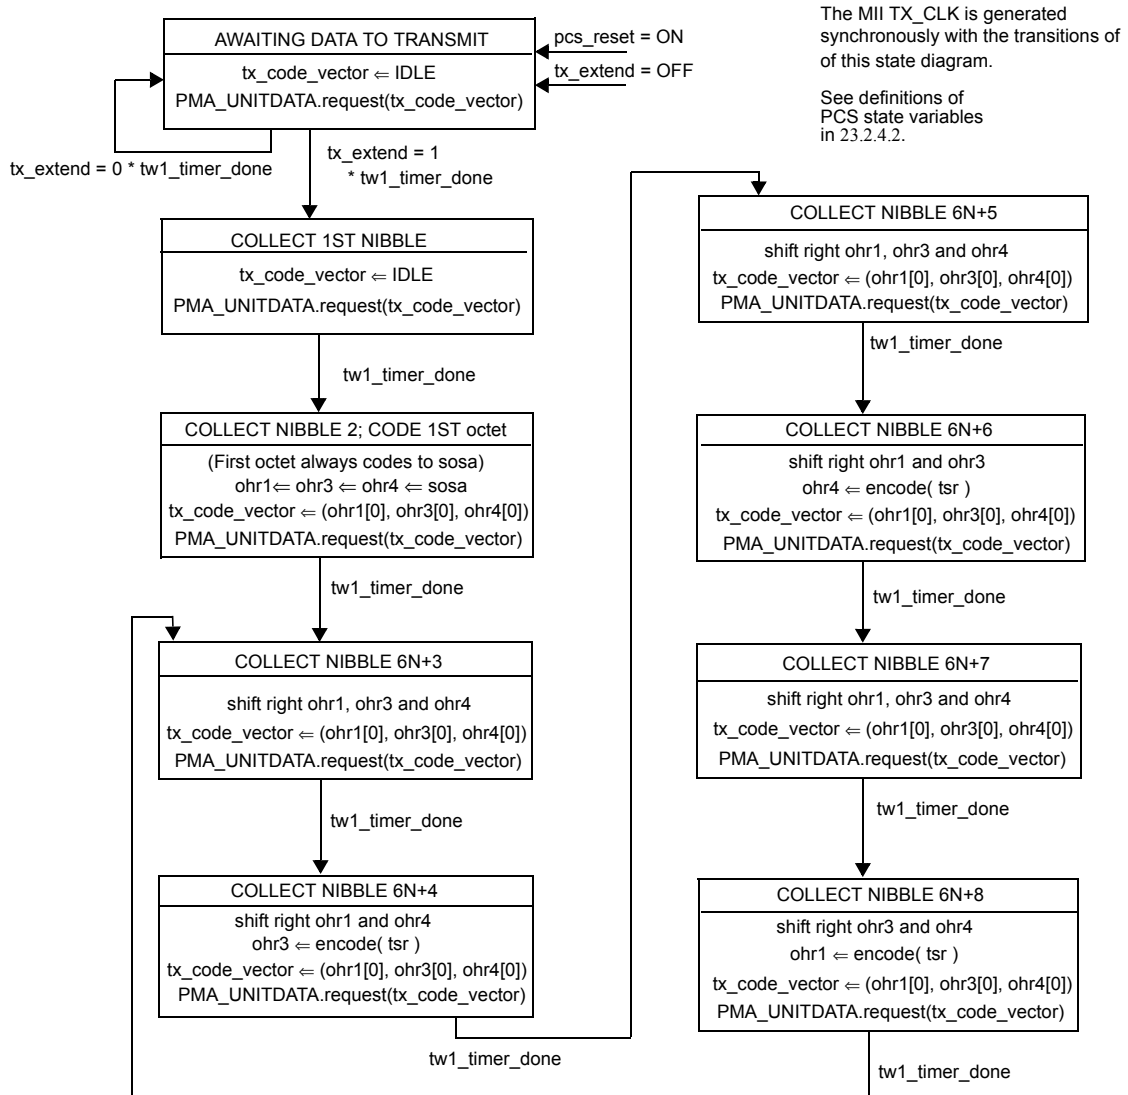 AWAITING DATA TO TRANSMIT
tx_code_vector ⇐ IDLE
PMA_UNITDATA.request(tx_code_vector)
pcs_reset = ON
tx_extend = OFF
The MII TX_CLK is generated
synchronously with the transitions of
of this state diagram.
See definitions of
PCS state variables
in 23.2.4.2.
tx_extend = 0 * tw1_timer_done
tx_extend = 1
* tw1_timer_done
COLLECT 1ST NIBBLE
tx_code_vector ⇐ IDLE
PMA_UNITDATA.request(tx_code_vector)
tw1_timer_done
COLLECT NIBBLE 2; CODE 1ST octet
(First octet always codes to sosa)
ohr1⇐ ohr3 ⇐ ohr4 ⇐ sosa
tx_code_vector ⇐ (ohr1[0], ohr3[0], ohr4[0])
PMA_UNITDATA.request(tx_code_vector)
tw1_timer_done
COLLECT NIBBLE 6N+3
shift right ohr1, ohr3 and ohr4
tx_code_vector ⇐ (ohr1[0], ohr3[0], ohr4[0])
PMA_UNITDATA.request(tx_code_vector)
tw1_timer_done
COLLECT NIBBLE 6N+4
shift right ohr1 and ohr4
ohr3 ⇐ encode( tsr )
tx_code_vector ⇐ (ohr1[0], ohr3[0], ohr4[0])
PMA_UNITDATA.request(tx_code_vector)
tw1_timer_done
COLLECT NIBBLE 6N+5
shift right ohr1, ohr3 and ohr4
tx_code_vector ⇐ (ohr1[0], ohr3[0], ohr4[0])
PMA_UNITDATA.request(tx_code_vector)
tw1_timer_done
COLLECT NIBBLE 6N+6
shift right ohr1 and ohr3
ohr4 ⇐ encode( tsr )
tx_code_vector ⇐ (ohr1[0], ohr3[0], ohr4[0])
PMA_UNITDATA.request(tx_code_vector)
tw1_timer_done
COLLECT NIBBLE 6N+7
shift right ohr1, ohr3 and ohr4
tx_code_vector ⇐ (ohr1[0], ohr3[0], ohr4[0])
PMA_UNITDATA.request(tx_code_vector)
tw1_timer_done
COLLECT NIBBLE 6N+8
shift right ohr3 and ohr4
ohr1 ⇐ encode( tsr )
tx_code_vector ⇐ (ohr1[0], ohr3[0], ohr4[0])
PMA_UNITDATA.request(tx_code_vector)
tw1_timer_done